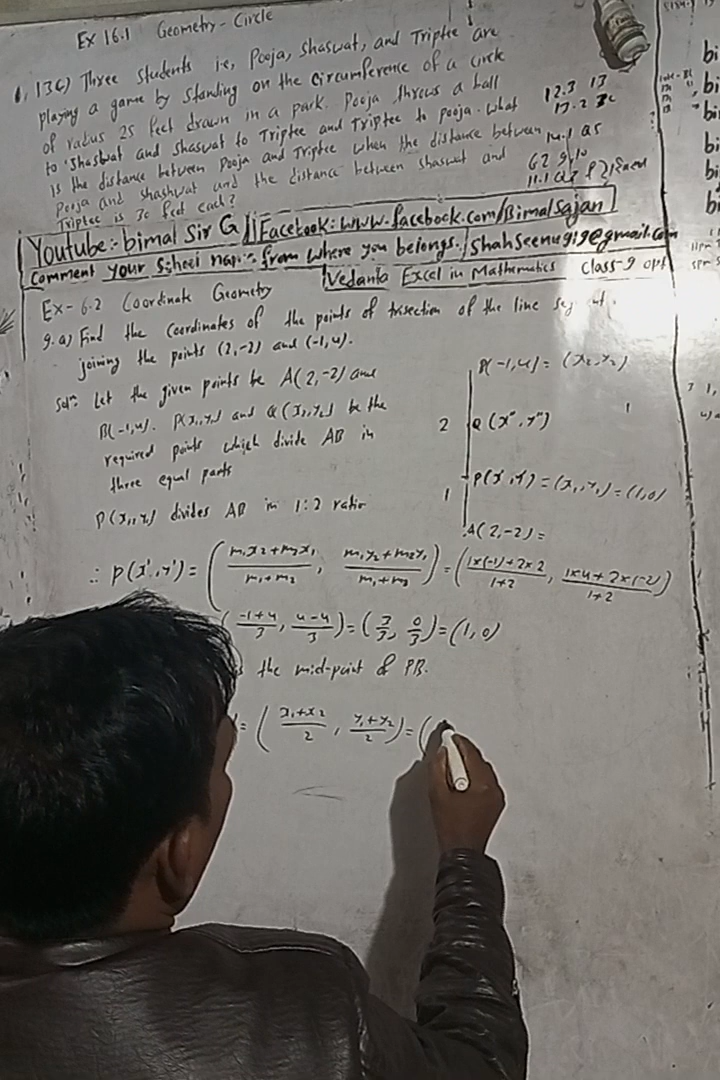 Ex 16.1 Geometry - Circle
13c) Three students i.e, Pooja, Shaswat, and Triptee are
playing a game by standing on the circumference of a circle
of radius 25 feet drawn in a park. Pooja throws a ball
to Shaswat and Shaswat to Triptee and Triptee to Pooja. What
is the distance between Pooja and Triptee when the distance between
Pooja and Shashwat and the distance between Shaswat and
Triptee is 30 feet each?
12.3 13
Youtube:- bimal Sir G
Facebook: www.facebook.com/Bimalsajan
Comment your School name from where you belongs. / shahseenu919@gmail.com
Vedanta Excel in Mathematics Class-9 opt
Ex-6.2 Coordinate Geometry
9. a) Find the coordinates of the points of trisection of the line
joining the points (2,-2) and (-1,4).
Solⁿ: Let the given points be A(2,-2) and
B(-1,4). P(x₁,y₁) and Q(x₂,y₂) be the
required points which divide AB in
three equal parts
P(x₁,y₁) divides AB in 1:2 ratio
B(-1,4) = (x₂,y₂)
2 Q(x",y")
1 P(x',y') = (x₁,y₁) = (1,0)
A(2,-2) =
∴ P(x',y') = (m₁x₂+m₂x₁/m₁+m₂, m₁y₂+m₂y₁/m₁+m₂) = (1×(-1)+2×2/1+2, 1×4+2×(-2)/1+2)
(-1+4/3, 4-4/3) = (3/3, 0/3) = (1,0)
the mid-point of PB.
= (x₁+x₂/2, y₁+y₂/2) = (